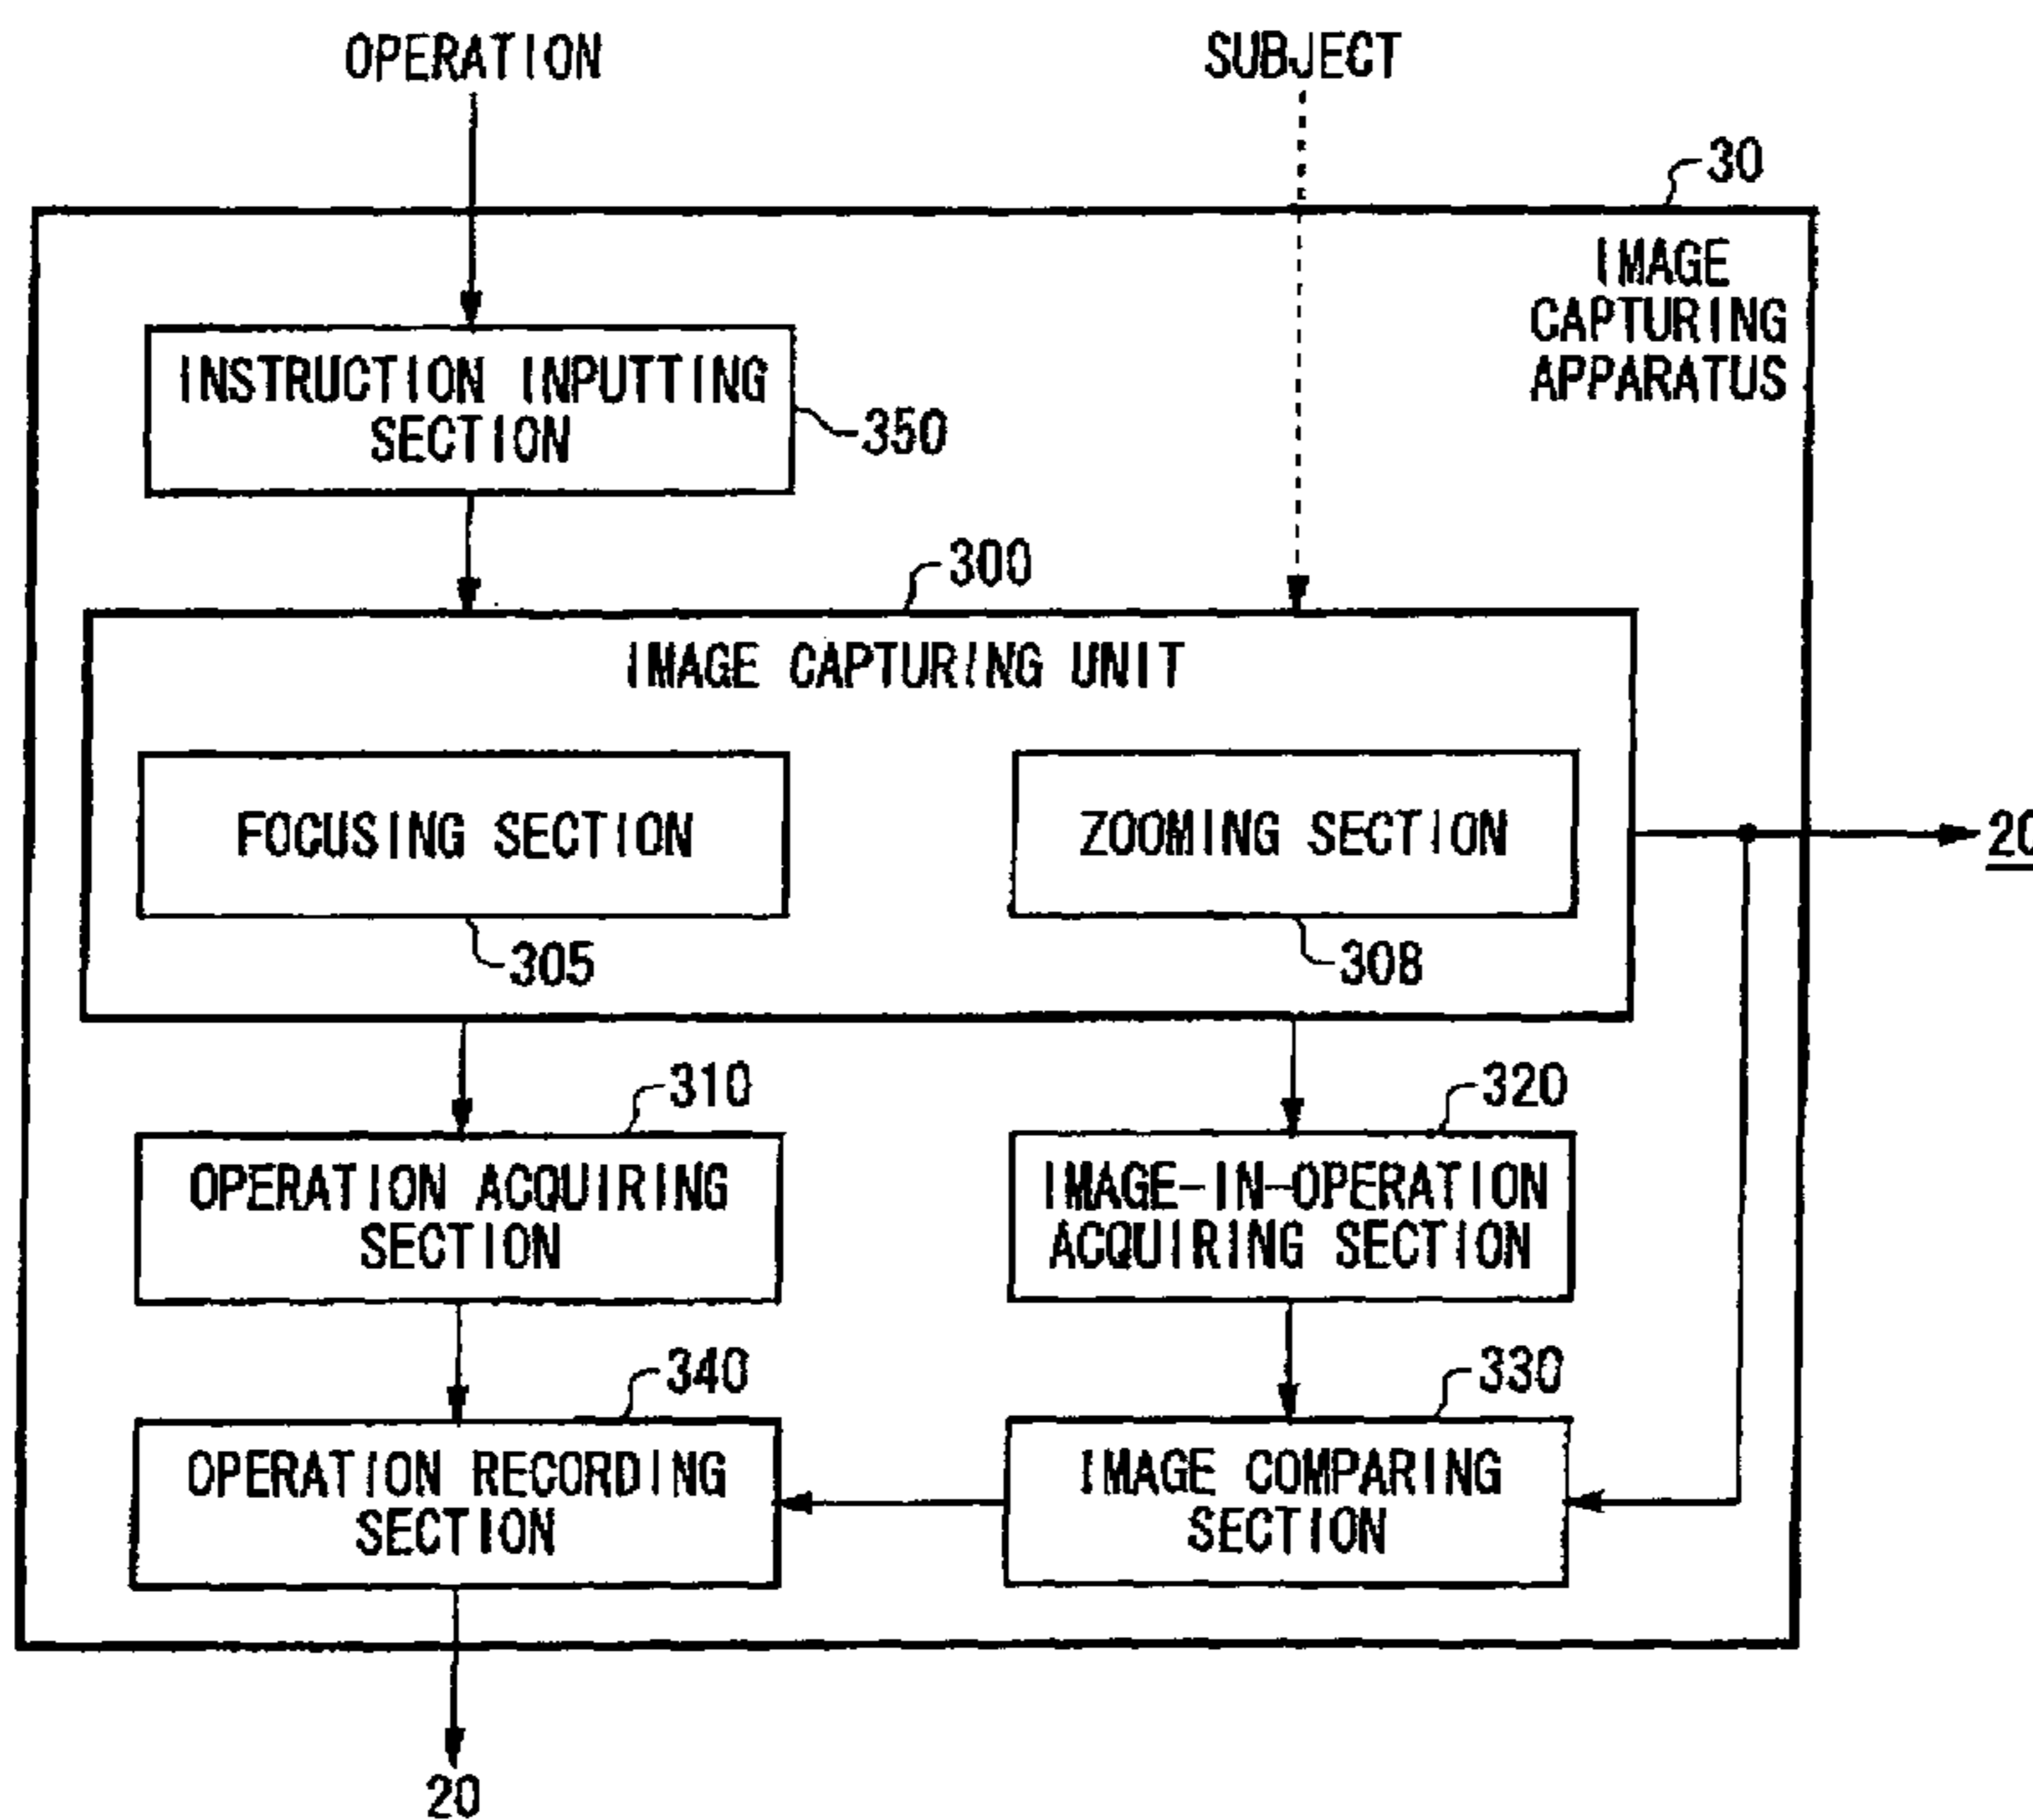 OPERATION
SUBJECT
30
IMAGE
CAPTURING
APPARATUS
INSTRUCTION INPUTTING
SECTION
350
300
IMAGE CAPTURING UNIT
FOCUSING SECTION
ZOOMING SECTION
20
305
308
310
320
OPERATION ACQUIRING
SECTION
IMAGE-IN-OPERATION
ACQUIRING SECTION
340
330
OPERATION RECORDING
SECTION
IMAGE COMPARING
SECTION
20